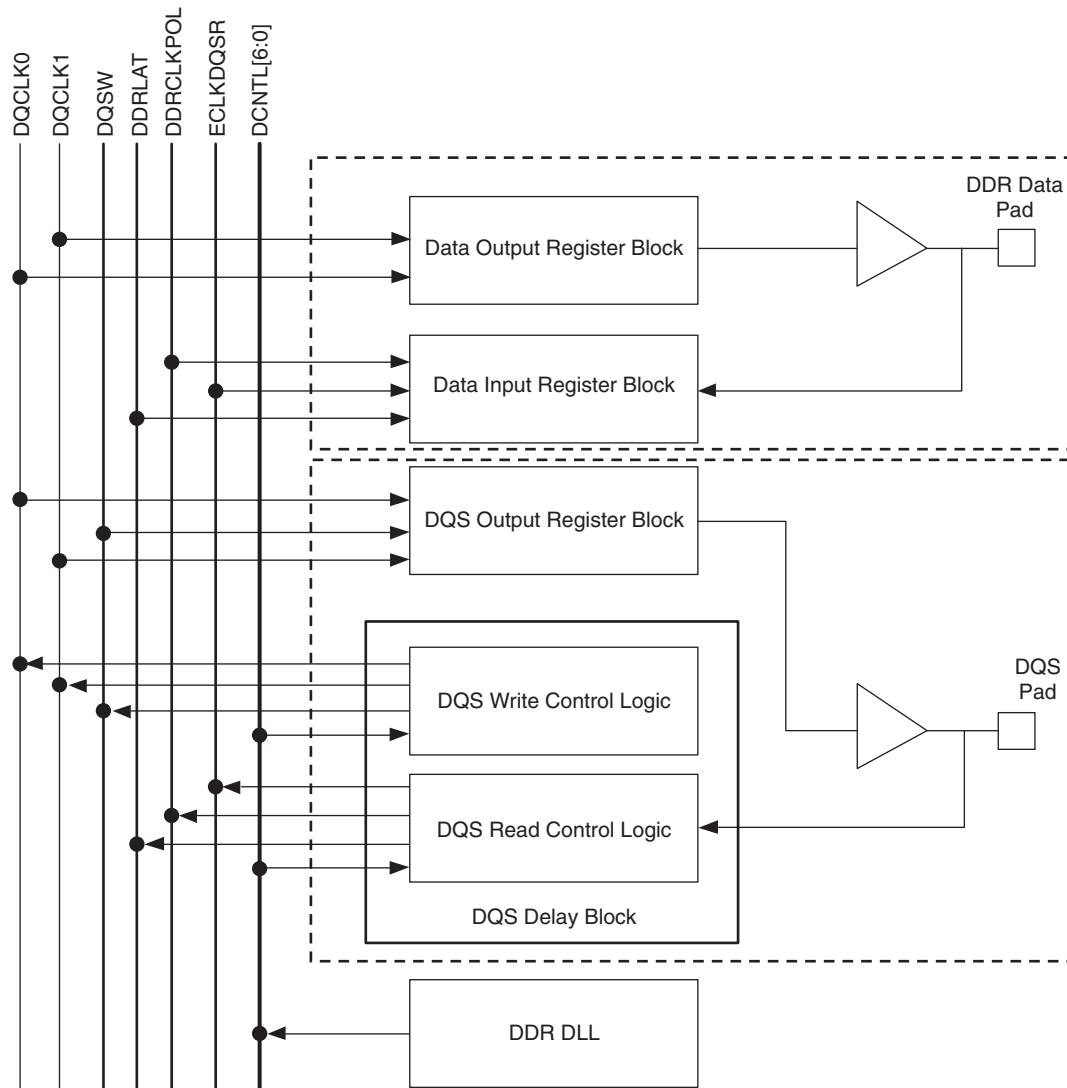 DQCLK0
DQCLK1
DQSW
DDRLAT
DDRCLKPOL
ECLKDQSR
DCNTL[6:0]
DDR Data
Pad
Data Output Register Block
Data Input Register Block
DQS Output Register Block
DQS Write Control Logic
DQS
Pad
DQS Read Control Logic
DQS Delay Block
DDR DLL